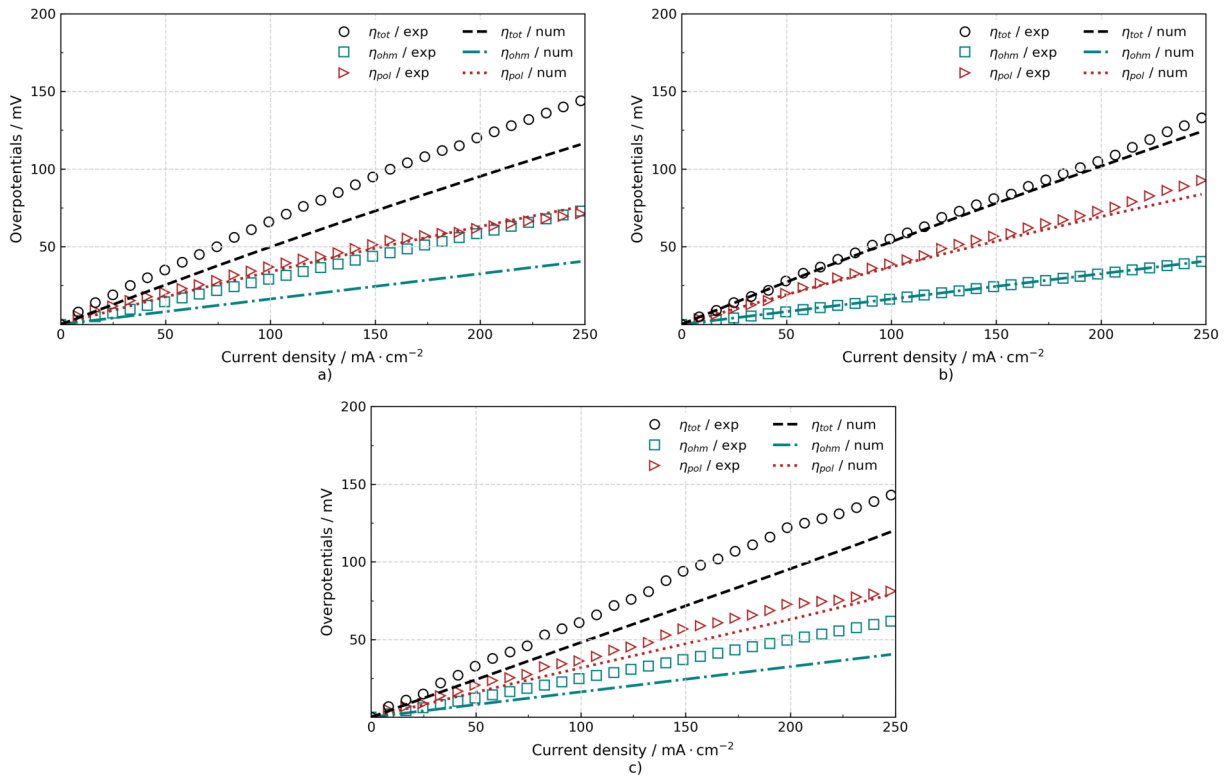 200
150
100
50
0 50 100 150 200 250
Overpotentials / mV
Current density / mA · cm⁻²
η_tot / exp η_tot / num
η_ohm / exp η_ohm / num
η_pol / exp η_pol / num
a)
200
150
100
50
0 50 100 150 200 250
Overpotentials / mV
Current density / mA · cm⁻²
η_tot / exp η_tot / num
η_ohm / exp η_ohm / num
η_pol / exp η_pol / num
b)
200
150
100
50
0 50 100 150 200 250
Overpotentials / mV
Current density / mA · cm⁻²
η_tot / exp η_tot / num
η_ohm / exp η_ohm / num
η_pol / exp η_pol / num
c)